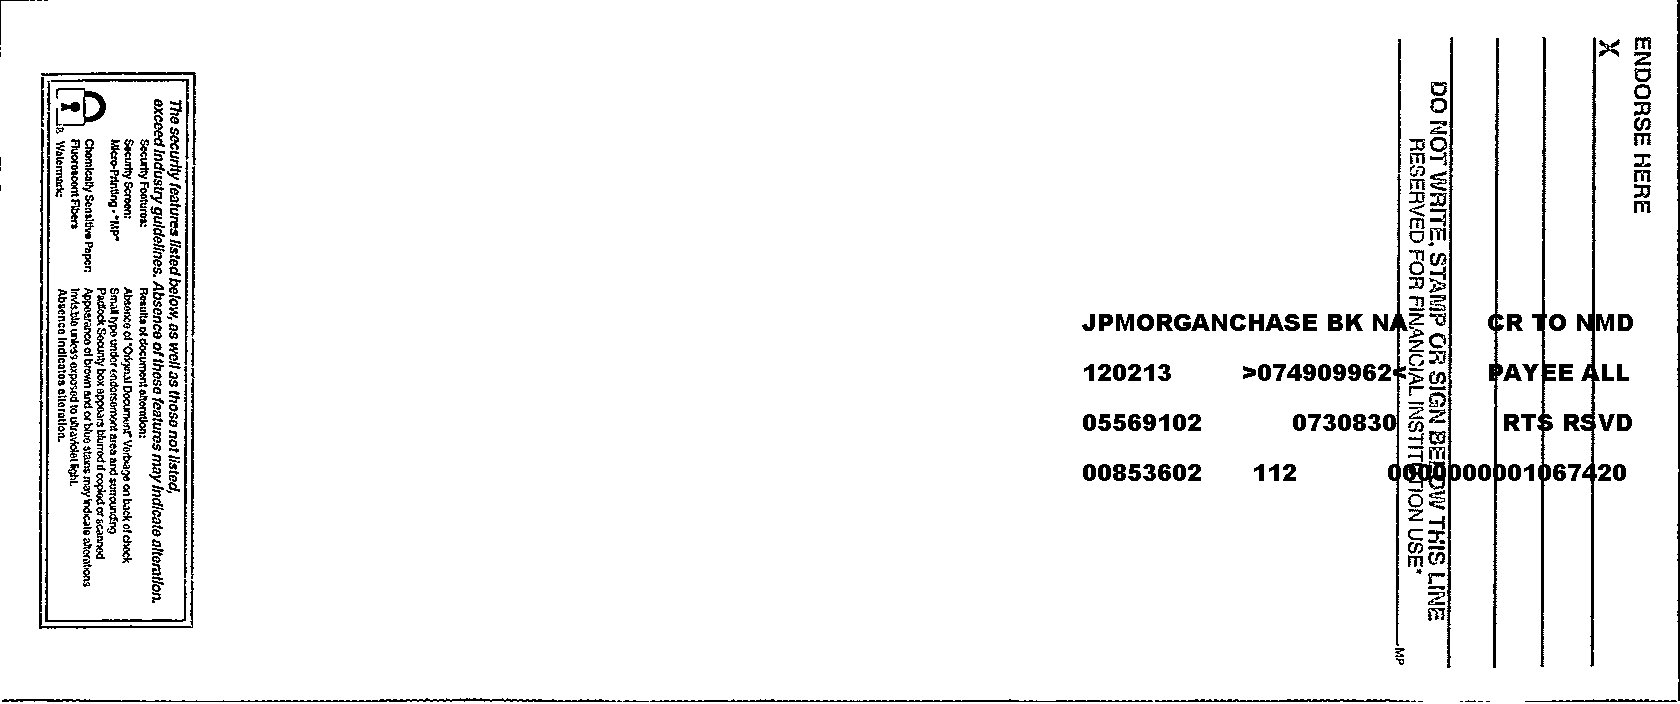 ENDORSE HERE
X
DO NOT WRITE, STAMP OR SIGN BELOW THIS LINE
RESERVED FOR FINANCIAL INSTITUTION USE*
MP
JPMORGANCHASE BK NA CR TO NMD
120213 >074909962< PAYEE ALL
05569102 0730830 RTS RSVD
00853602 112 0000000001067420
The security features listed below, as well as those not listed,
exceed industry guidelines. Absence of these features may indicate alteration.
Security Features: Results of document alteration:
Security Screen: Absence of "Original Document" Verbiage on back of check
Micro-Printing - "MP" Small type under endorsement area and surrounding
Padlock Security box appears blurred if copied or scanned
Chemically Sensitive Paper: Appearance of brown and or blue stains may indicate alterations
Fluorescent Fibers Invisible unless exposed to ultraviolet light.
Watermark: Absence indicates alteration.